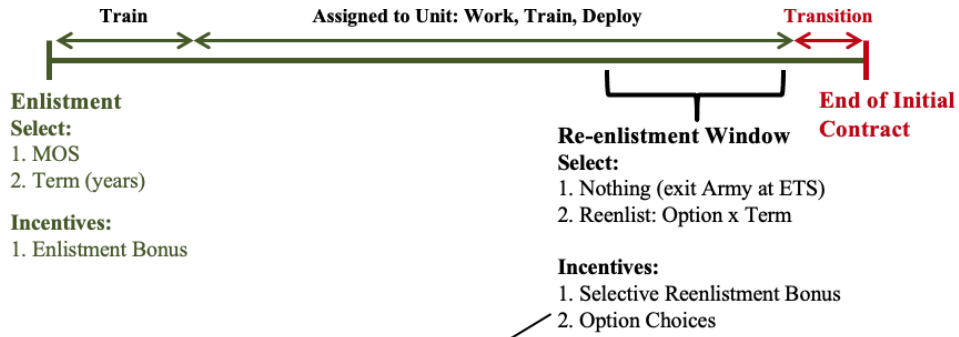 Train
Assigned to Unit: Work, Train, Deploy
Transition
Enlistment
Select:
1. MOS
2. Term (years)
Incentives:
1. Enlistment Bonus
Re-enlistment Window
Select:
1. Nothing (exit Army at ETS)
2. Reenlist: Option x Term
Incentives:
1. Selective Reenlistment Bonus
2. Option Choices
End of Initial
Contract